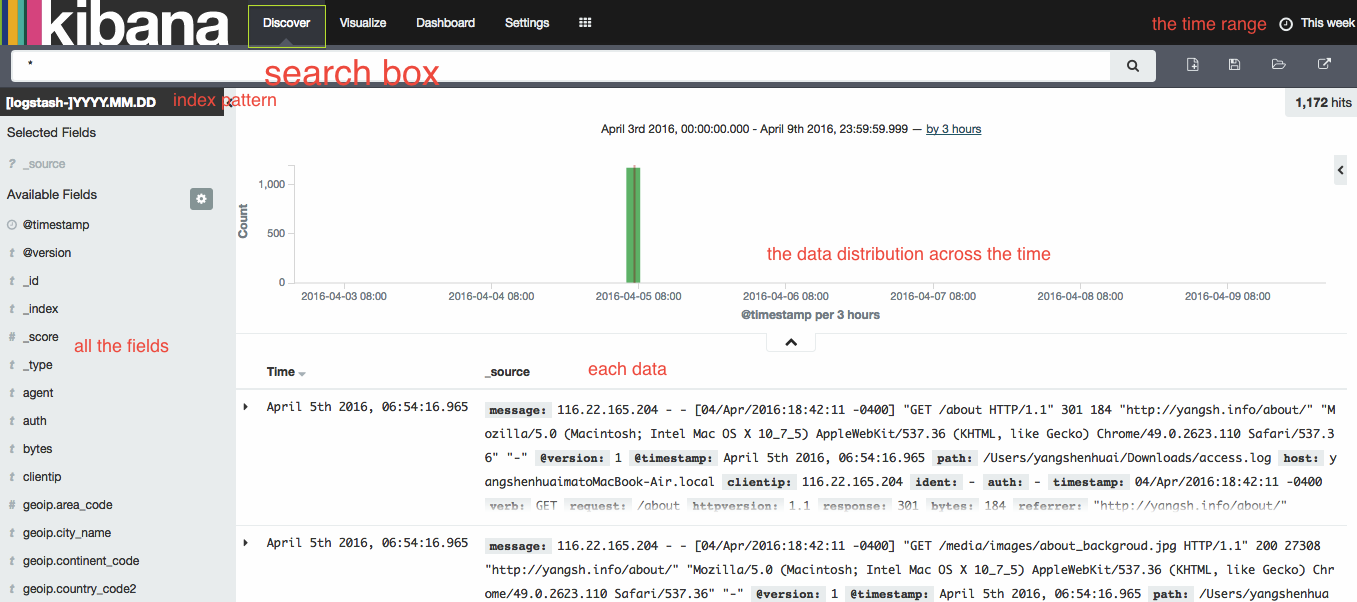 kibana Discover Visualize Dashboard Settings the time range This week
*
search box
[logstash-]YYYY.MM.DD index pattern
1,172 hits
Selected Fields
? _source
Available Fields
@timestamp
t @version
t _id
t _index
# _score
all the fields
t _type
t agent
t auth
t bytes
t clientip
# geoip.area_code
t geoip.city_name
t geoip.continent_code
t geoip.country_code2
April 3rd 2016, 00:00:00.000 - April 9th 2016, 23:59:59.999 — by 3 hours
Count
1,000
500
0
the data distribution across the time
2016-04-03 08:00 2016-04-04 08:00 2016-04-05 08:00 2016-04-06 08:00 2016-04-07 08:00 2016-04-08 08:00 2016-04-09 08:00
@timestamp per 3 hours
each data
Time _source
April 5th 2016, 06:54:16.965 message: 116.22.165.204 - - [04/Apr/2016:18:42:11 -0400] "GET /about HTTP/1.1" 301 184 "http://yangsh.info/about/" "M
ozilla/5.0 (Macintosh; Intel Mac OS X 10_7_5) AppleWebKit/537.36 (KHTML, like Gecko) Chrome/49.0.2623.110 Safari/537.3
6" "-" @version: 1 @timestamp: April 5th 2016, 06:54:16.965 path: /Users/yangshenhuai/Downloads/access.log host: y
angshenhuaimatoMacBook-Air.local clientip: 116.22.165.204 ident: - auth: - timestamp: 04/Apr/2016:18:42:11 -0400
verb: GET request: /about httpversion: 1.1 response: 301 bytes: 184 referrer: "http://yangsh.info/about/"
April 5th 2016, 06:54:16.965 message: 116.22.165.204 - - [04/Apr/2016:18:42:11 -0400] "GET /media/images/about_backgroud.jpg HTTP/1.1" 200 27308
"http://yangsh.info/about/" "Mozilla/5.0 (Macintosh; Intel Mac OS X 10_7_5) AppleWebKit/537.36 (KHTML, like Gecko) Chr
ome/49.0.2623.110 Safari/537.36" "-" @version: 1 @timestamp: April 5th 2016, 06:54:16.965 path: /Users/yangshenhua